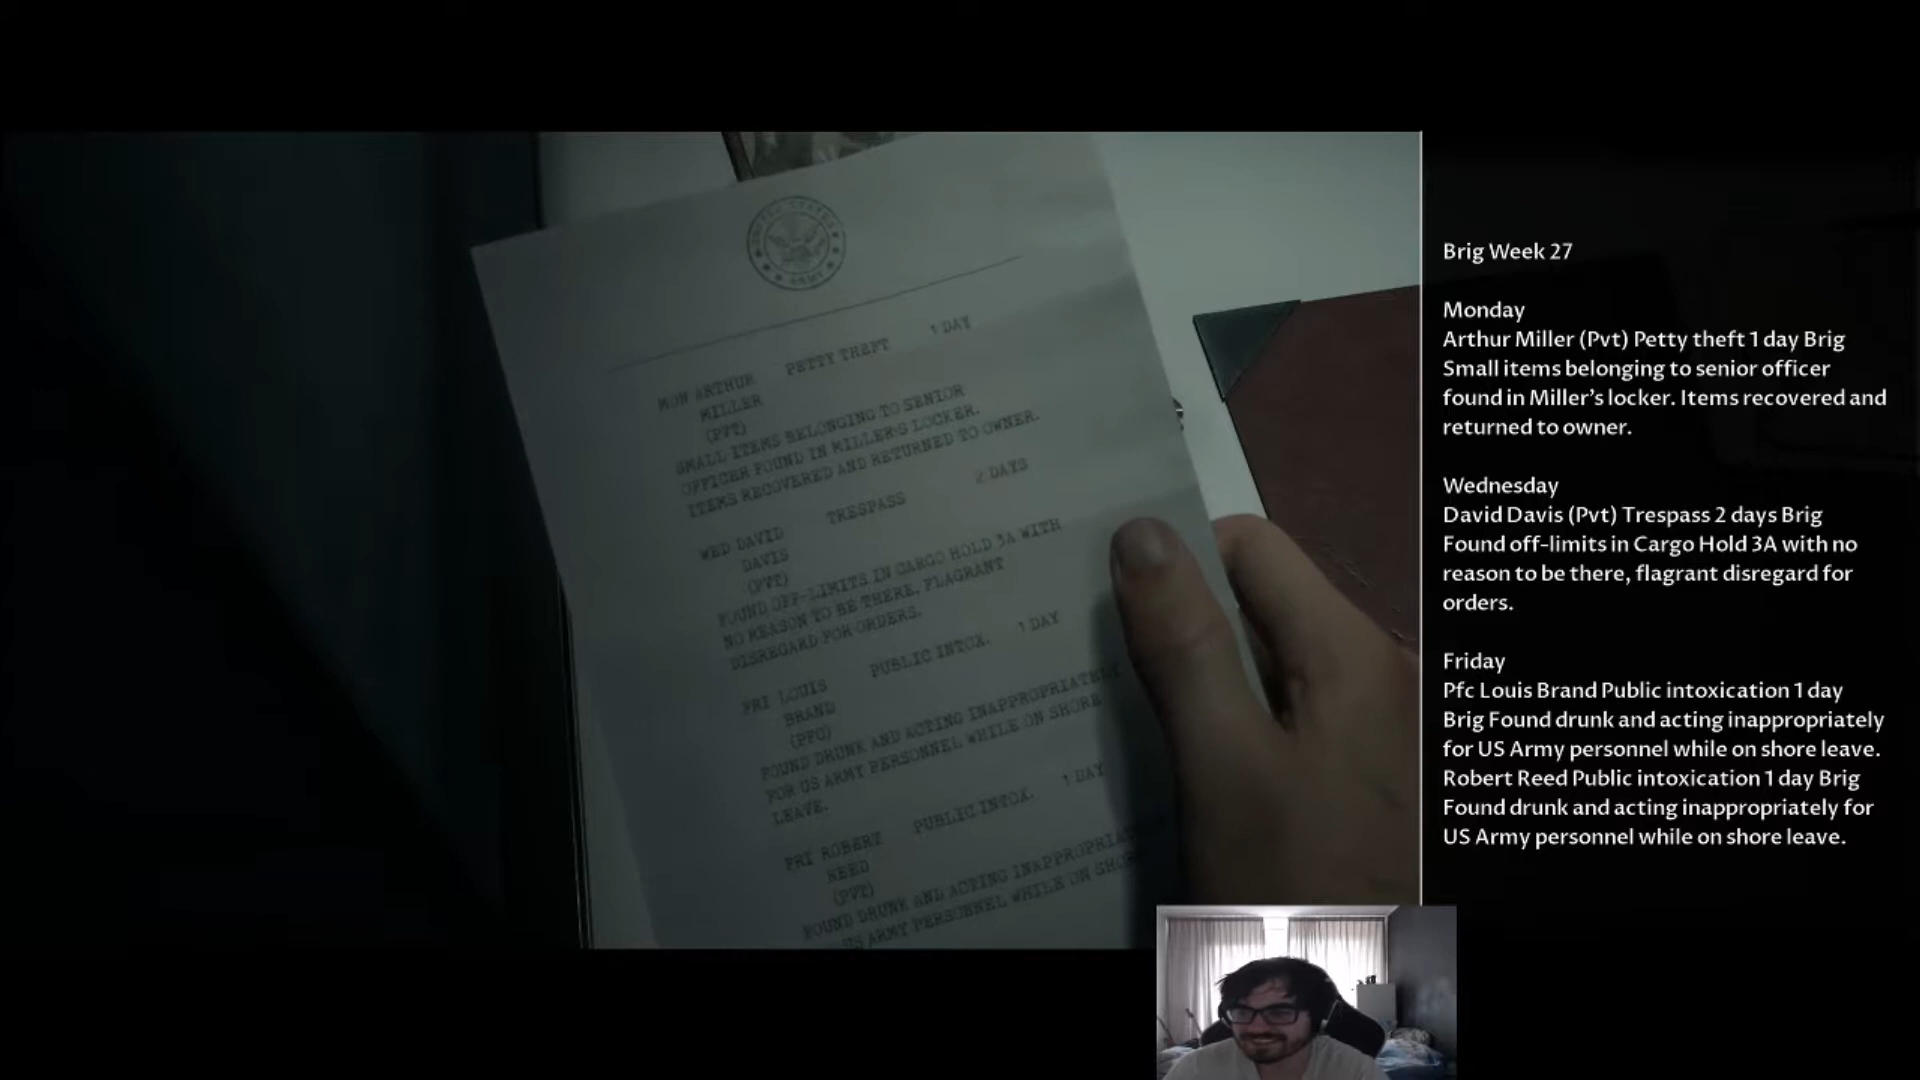 UNITED STATES
ARMY
MON ARTHUR PETTY THEFT 1 DAY
MILLER
(PVT)
SMALL ITEMS BELONGING TO SENIOR
OFFICER FOUND IN MILLER'S LOCKER.
ITEMS RECOVERED AND RETURNED TO OWNER.
WED DAVID TRESPASS 2 DAYS
DAVIS
(PVT)
FOUND OFF-LIMITS IN CARGO HOLD 3A WITH
NO REASON TO BE THERE, FLAGRANT
DISREGARD FOR ORDERS.
FRI LOUIS PUBLIC INTOX. 1 DAY
BRAND
(PFC)
FOUND DRUNK AND ACTING INAPPROPRIATELY
FOR US ARMY PERSONNEL WHILE ON SHORE
LEAVE.
FRI ROBERT PUBLIC INTOX. 1 DAY
REED
(PVT)
FOUND DRUNK AND ACTING
US ARMY PERSONNEL WHILE ON
Brig Week 27
Monday
Arthur Miller (Pvt) Petty theft 1 day Brig
Small items belonging to senior officer
found in Miller's locker. Items recovered and
returned to owner.
Wednesday
David Davis (Pvt) Trespass 2 days Brig
Found off-limits in Cargo Hold 3A with no
reason to be there, flagrant disregard for
orders.
Friday
Pfc Louis Brand Public intoxication 1 day
Brig Found drunk and acting inappropriately
for US Army personnel while on shore leave.
Robert Reed Public intoxication 1 day Brig
Found drunk and acting inappropriately for
US Army personnel while on shore leave.